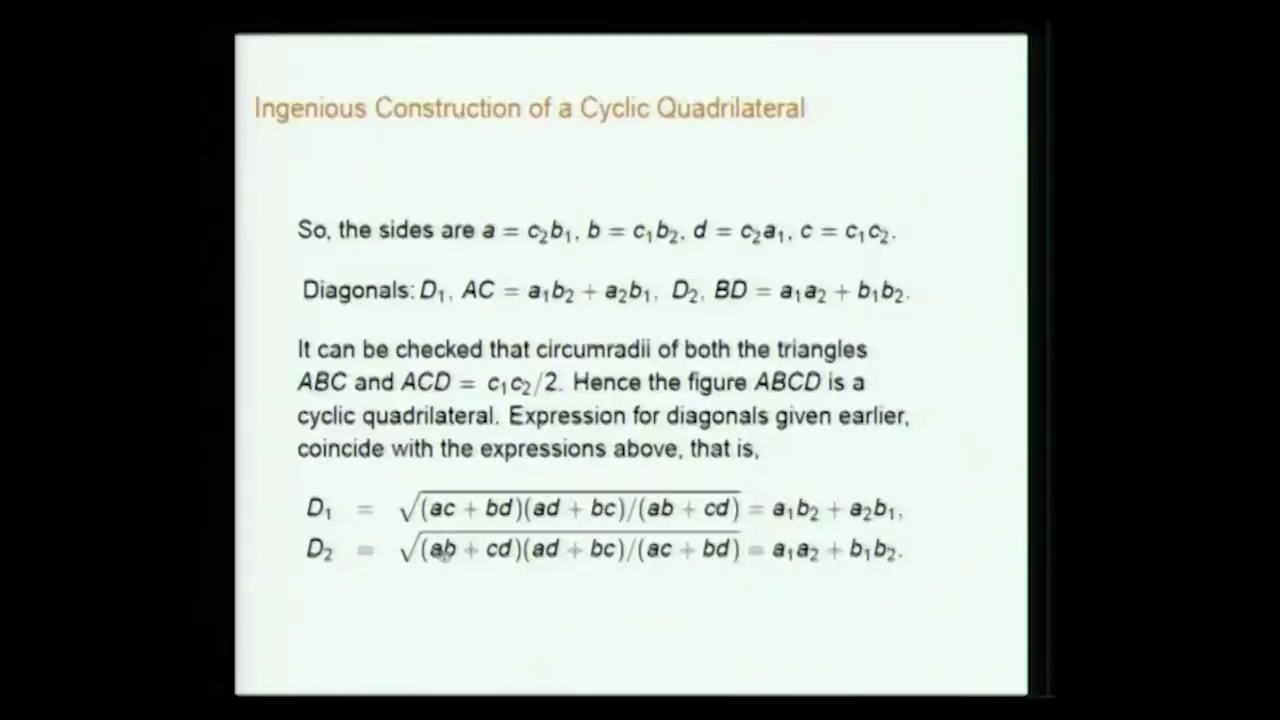 Ingenious Construction of a Cyclic Quadrilateral
So, the sides are a = c₂b₁, b = c₁b₂, d = c₂a₁, c = c₁c₂.
Diagonals: D₁, AC = a₁b₂ + a₂b₁, D₂, BD = a₁a₂ + b₁b₂.
It can be checked that circumradii of both the triangles
ABC and ACD = c₁c₂/2. Hence the figure ABCD is a
cyclic quadrilateral. Expression for diagonals given earlier,
coincide with the expressions above, that is,
D₁ = √(ac + bd)(ad + bc)/(ab + cd) = a₁b₂ + a₂b₁,
D₂ = √(ab + cd)(ad + bc)/(ac + bd) = a₁a₂ + b₁b₂.